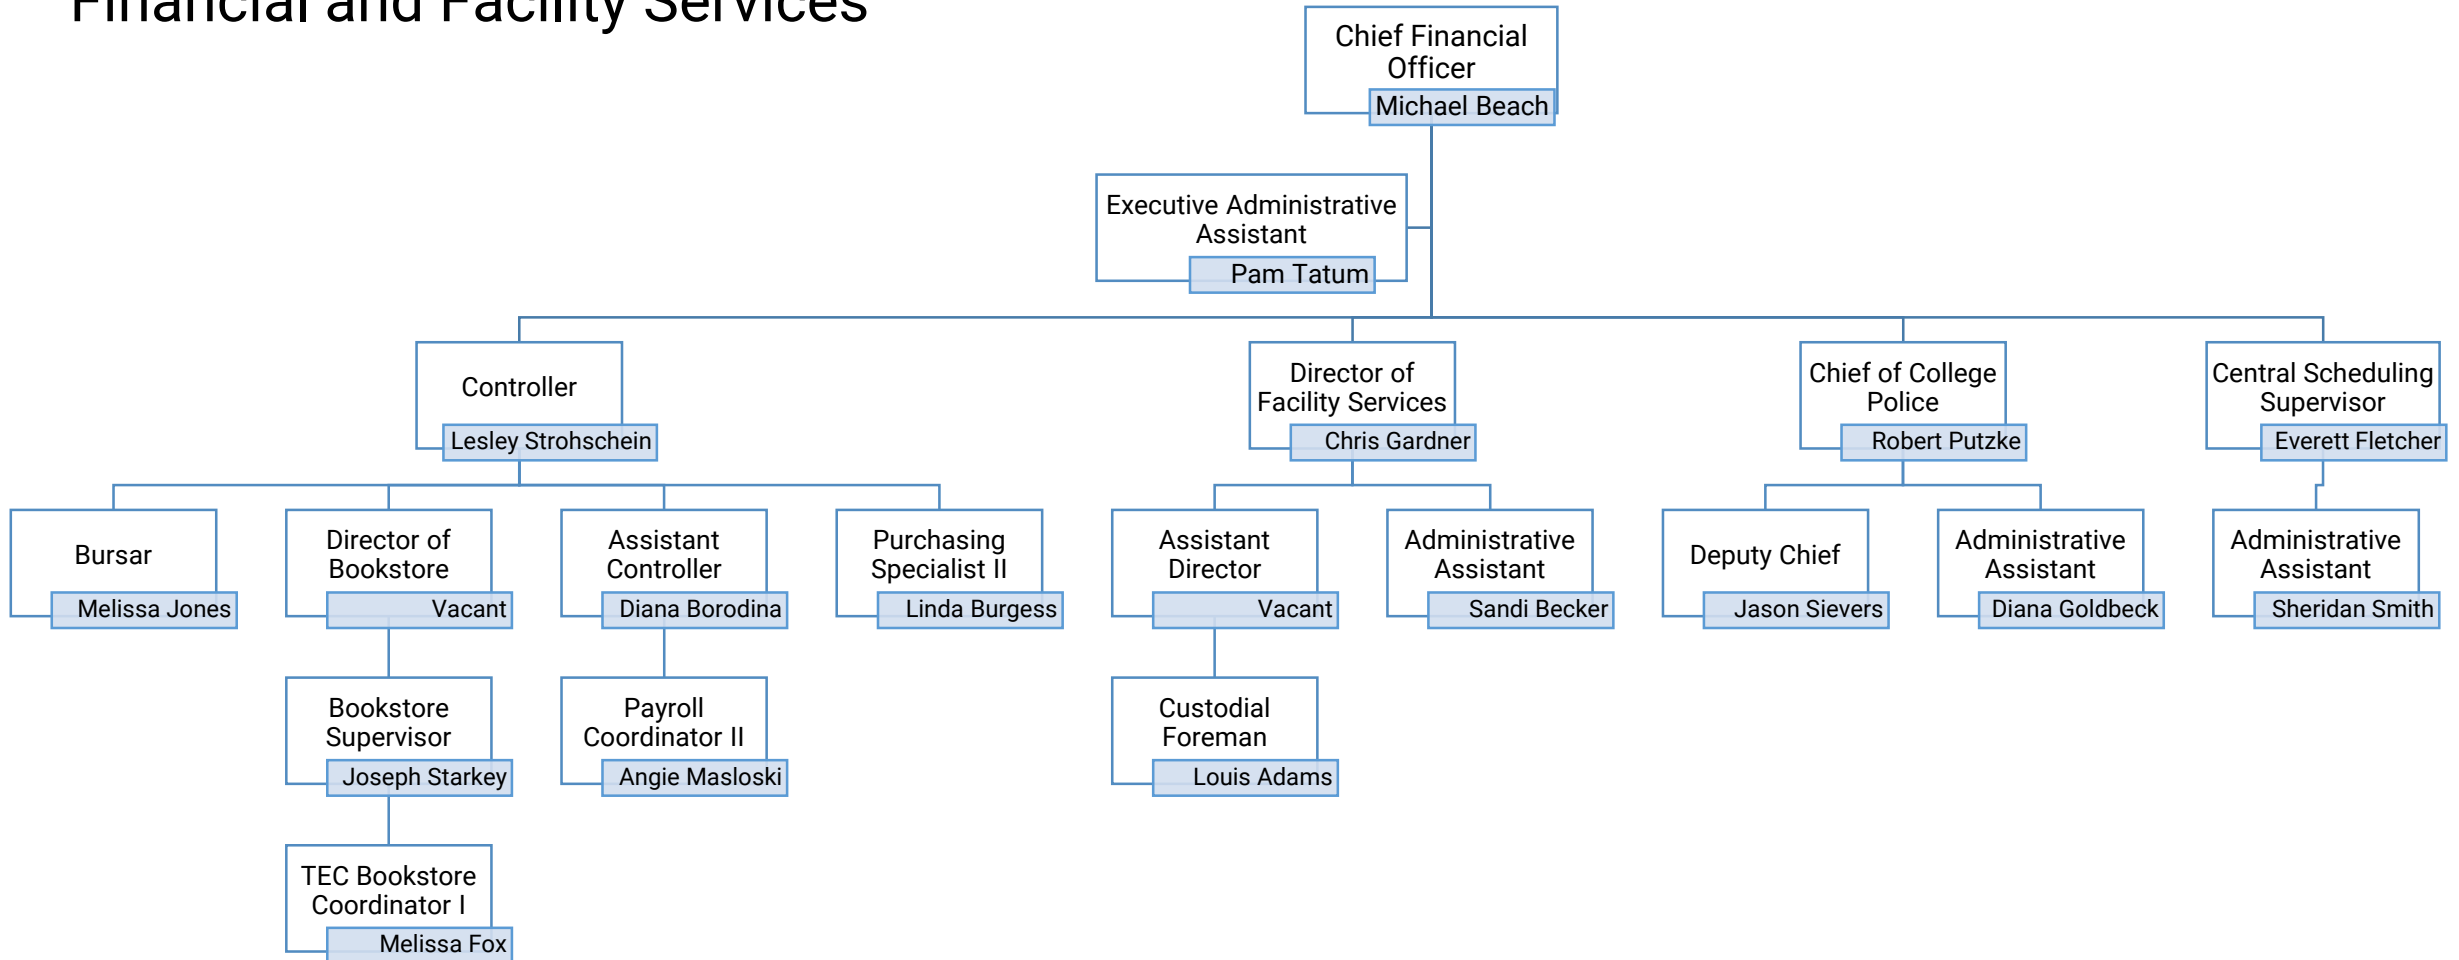 Financial and Facility Services
Chief Financial
Officer
Michael Beach
Executive Administrative
Assistant
Pam Tatum
Controller
Lesley Strohschein
Director of
Facility Services
Chris Gardner
Chief of College
Police
Robert Putzke
Central Scheduling
Supervisor
Everett Fletcher
Bursar
Melissa Jones
Director of
Bookstore
Vacant
Assistant
Controller
Diana Borodina
Purchasing
Specialist II
Linda Burgess
Assistant
Director
Vacant
Administrative
Assistant
Sandi Becker
Deputy Chief
Jason Sievers
Administrative
Assistant
Diana Goldbeck
Administrative
Assistant
Sheridan Smith
Bookstore
Supervisor
Joseph Starkey
Payroll
Coordinator II
Angie Masloski
Custodial
Foreman
Louis Adams
TEC Bookstore
Coordinator I
Melissa Fox